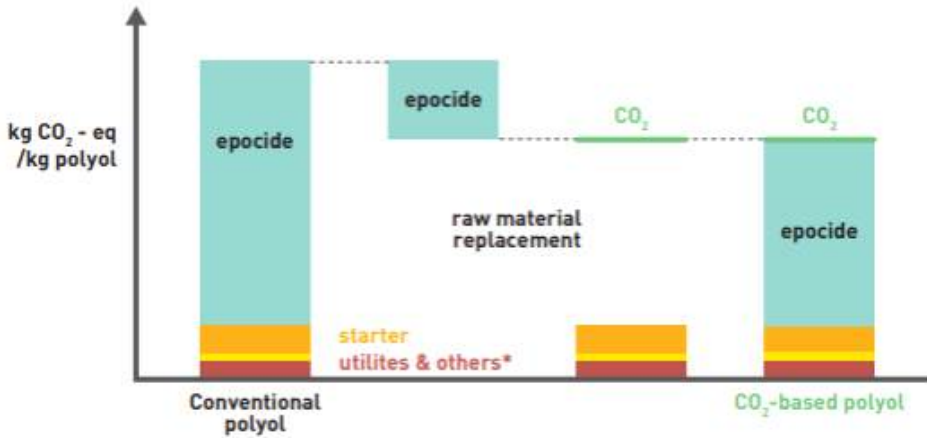 kg CO₂ - eq
/kg polyol
epocide
epocide
CO₂
CO₂
raw material
replacement
epocide
starter
utilites & others*
Conventional
polyol
CO₂-based polyol